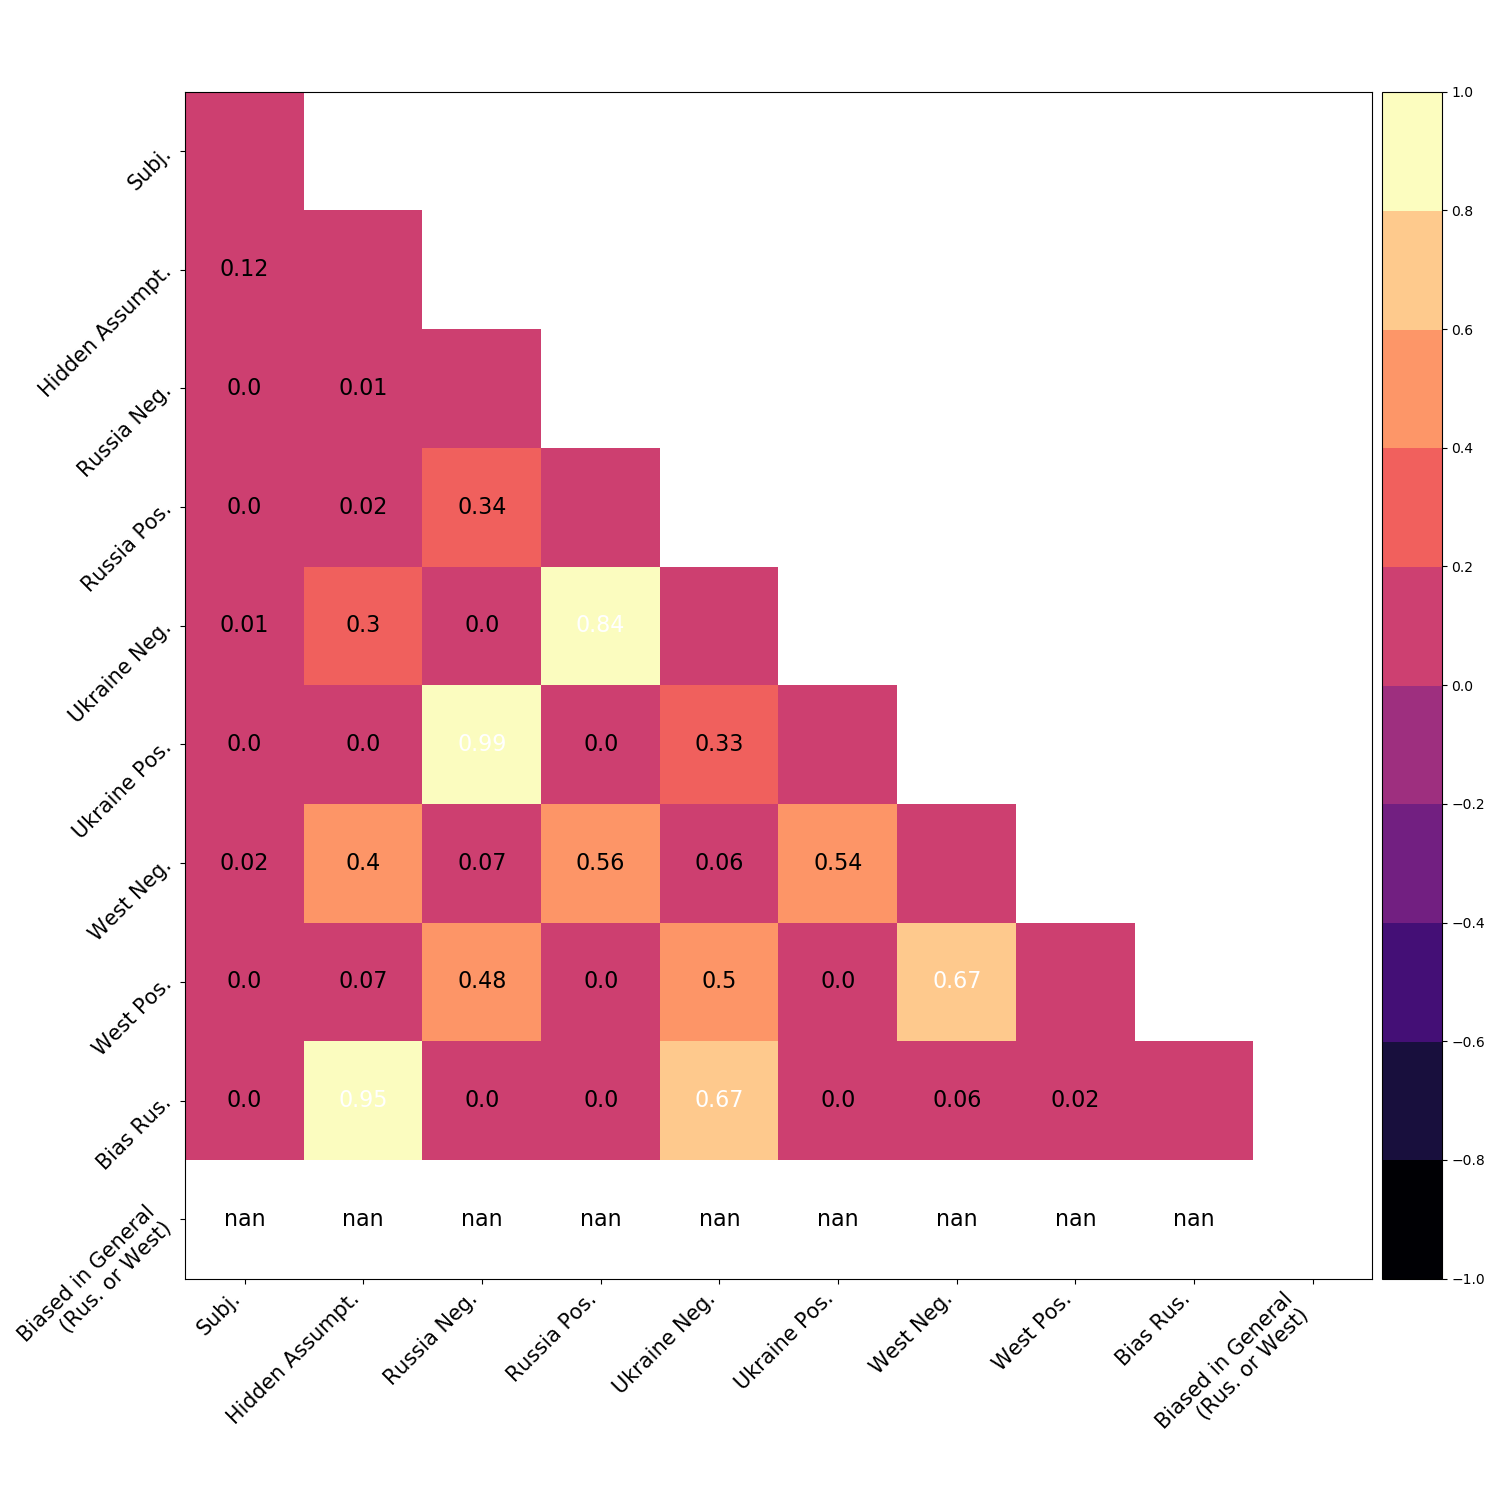 Subj.
Hidden Assumpt.
0.12
Russia Neg.
0.0 0.01
Russia Pos.
0.0 0.02 0.34
Ukraine Neg.
0.01 0.3 0.0 0.84
Ukraine Pos.
0.0 0.0 0.99 0.0 0.33
West Neg.
0.02 0.4 0.07 0.56 0.06 0.54
West Pos.
0.0 0.07 0.48 0.0 0.5 0.0 0.67
Bias Rus.
0.0 0.95 0.0 0.0 0.67 0.0 0.06 0.02
Biased in General
(Rus. or West)
nan nan nan nan nan nan nan nan nan
Subj.
Hidden Assumpt.
Russia Neg.
Russia Pos.
Ukraine Neg.
Ukraine Pos.
West Neg.
West Pos.
Bias Rus.
Biased in General
(Rus. or West)
1.0
0.8
0.6
0.4
0.2
0.0
−0.2
−0.4
−0.6
−0.8
−1.0